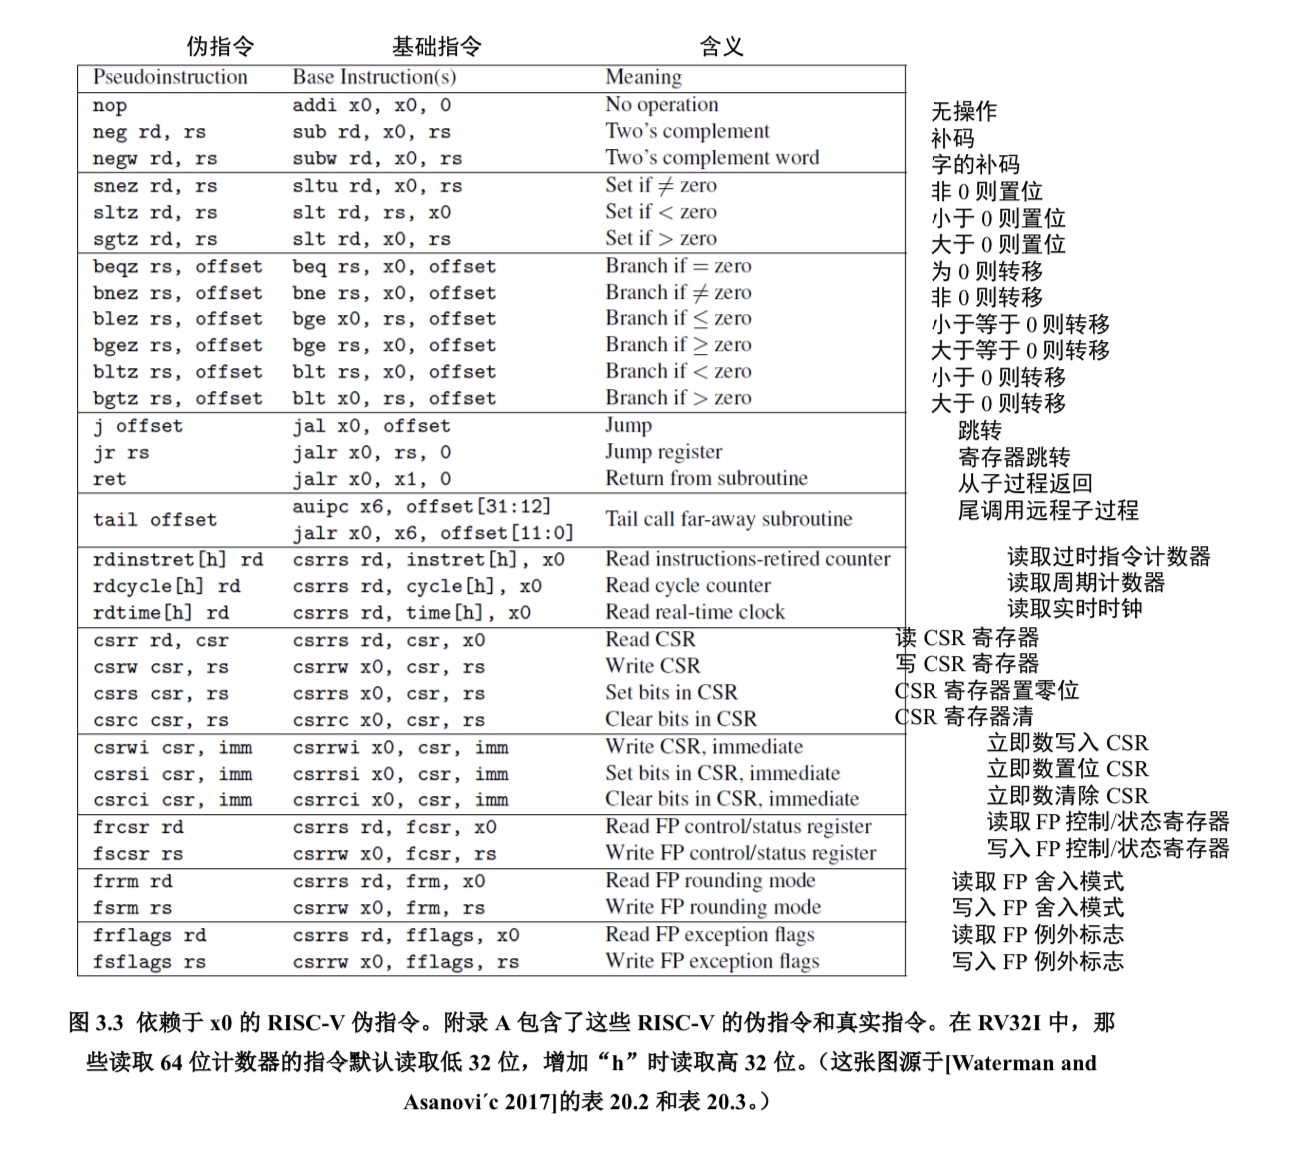 伪指令 基础指令 含义
Pseudoinstruction Base Instruction(s) Meaning
nop addi x0, x0, 0 No operation 无操作
neg rd, rs sub rd, x0, rs Two's complement 补码
negw rd, rs subw rd, x0, rs Two's complement word 字的补码
snez rd, rs sltu rd, x0, rs Set if ≠ zero 非 0 则置位
sltz rd, rs slt rd, rs, x0 Set if < zero 小于 0 则置位
sgtz rd, rs slt rd, x0, rs Set if > zero 大于 0 则置位
beqz rs, offset beq rs, x0, offset Branch if = zero 为 0 则转移
bnez rs, offset bne rs, x0, offset Branch if ≠ zero 非 0 则转移
blez rs, offset bge x0, rs, offset Branch if ≤ zero 小于等于 0 则转移
bgez rs, offset bge rs, x0, offset Branch if ≥ zero 大于等于 0 则转移
bltz rs, offset blt rs, x0, offset Branch if < zero 小于 0 则转移
bgtz rs, offset blt x0, rs, offset Branch if > zero 大于 0 则转移
j offset jal x0, offset Jump 跳转
jr rs jalr x0, rs, 0 Jump register 寄存器跳转
ret jalr x0, x1, 0 Return from subroutine 从子过程返回
tail offset auipc x6, offset[31:12] Tail call far-away subroutine 尾调用远程子过程
jalr x0, x6, offset[11:0]
rdinstret[h] rd csrrs rd, instret[h], x0 Read instructions-retired counter 读取过时指令计数器
rdcycle[h] rd csrrs rd, cycle[h], x0 Read cycle counter 读取周期计数器
rdtime[h] rd csrrs rd, time[h], x0 Read real-time clock 读取实时时钟
csrr rd, csr csrrs rd, csr, x0 Read CSR 读 CSR 寄存器
csrw csr, rs csrrw x0, csr, rs Write CSR 写 CSR 寄存器
csrs csr, rs csrrs x0, csr, rs Set bits in CSR CSR 寄存器置零位
csrc csr, rs csrrc x0, csr, rs Clear bits in CSR CSR 寄存器清
csrwi csr, imm csrrwi x0, csr, imm Write CSR, immediate 立即数写入 CSR
csrsi csr, imm csrrsi x0, csr, imm Set bits in CSR, immediate 立即数置位 CSR
csrci csr, imm csrrci x0, csr, imm Clear bits in CSR, immediate 立即数清除 CSR
frcsr rd csrrs rd, fcsr, x0 Read FP control/status register 读取 FP 控制/状态寄存器
fscsr rs csrrw x0, fcsr, rs Write FP control/status register 写入 FP 控制/状态寄存器
frrm rd csrrs rd, frm, x0 Read FP rounding mode 读取 FP 舍入模式
fsrm rs csrrw x0, frm, rs Write FP rounding mode 写入 FP 舍入模式
frflags rd csrrs rd, fflags, x0 Read FP exception flags 读取 FP 例外标志
fsflags rs csrrw x0, fflags, rs Write FP exception flags 写入 FP 例外标志
图 3.3 依赖于 x0 的 RISC-V 伪指令。附录 A 包含了这些 RISC-V 的伪指令和真实指令。在 RV32I 中，那
些读取 64 位计数器的指令默认读取低 32 位，增加“h”时读取高 32 位。（这张图源于[Waterman and
Asanovi´c 2017]的表 20.2 和表 20.3。）